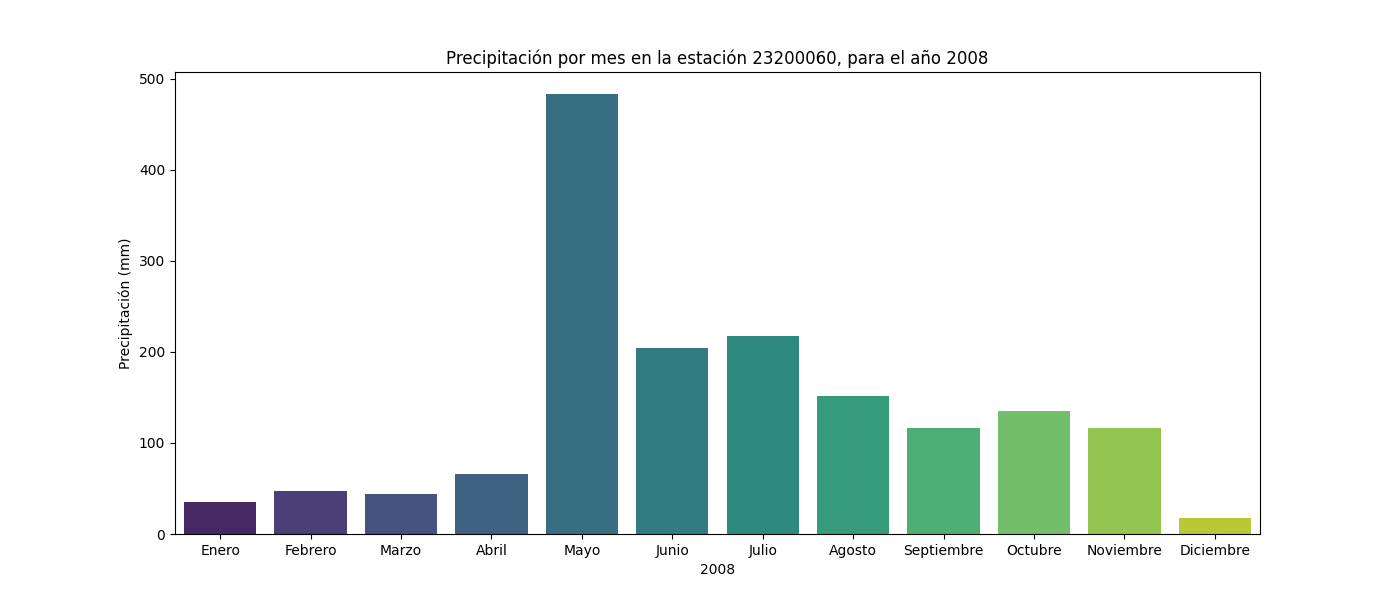 Precipitación por mes en la estación 23200060, para el año 2008
Precipitación (mm)
500
400
300
200
100
0
Enero Febrero Marzo Abril Mayo Junio Julio Agosto Septiembre Octubre Noviembre Diciembre
2008